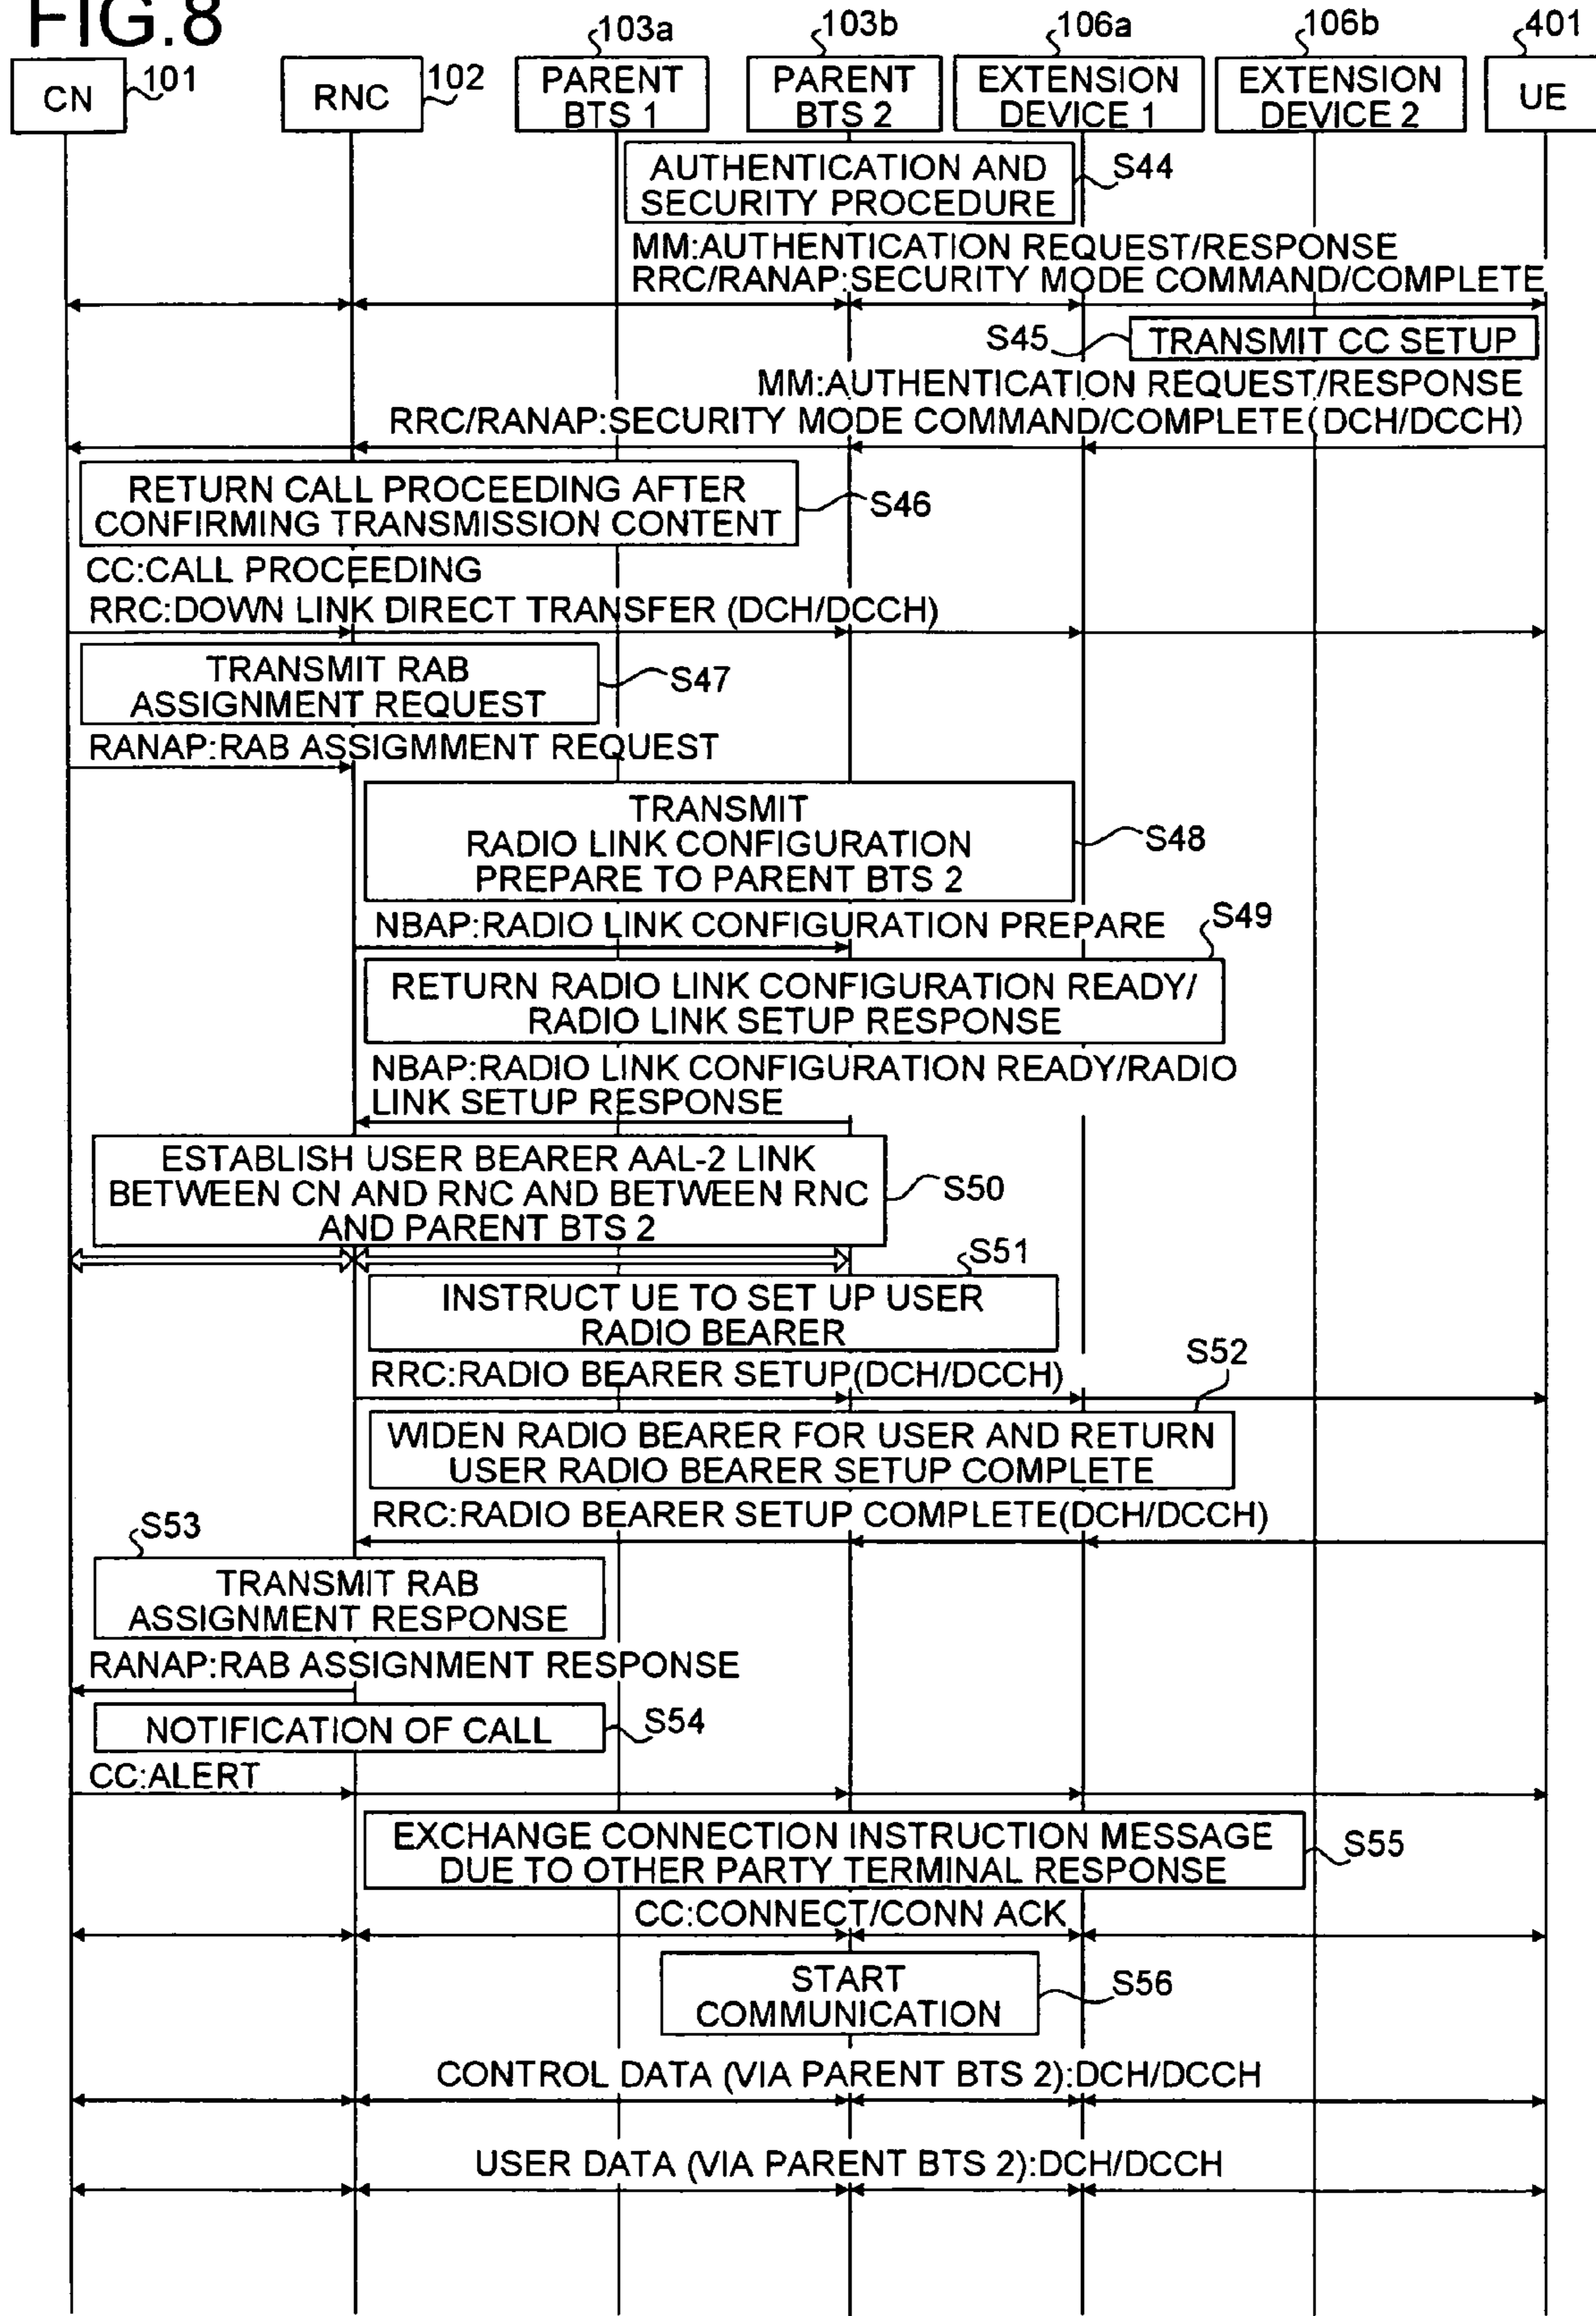 FIG.8
103a
103b
106a
106b
401
CN
101
RNC
102
PARENT
BTS 1
PARENT
BTS 2
EXTENSION
DEVICE 1
EXTENSION
DEVICE 2
UE
AUTHENTICATION AND
SECURITY PROCEDURE
S44
MM:AUTHENTICATION REQUEST/RESPONSE
RRC/RANAP:SECURITY MODE COMMAND/COMPLETE
S45
TRANSMIT CC SETUP
MM:AUTHENTICATION REQUEST/RESPONSE
RRC/RANAP:SECURITY MODE COMMAND/COMPLETE(DCH/DCCH)
RETURN CALL PROCEEDING AFTER
CONFIRMING TRANSMISSION CONTENT
S46
CC:CALL PROCEEDING
RRC:DOWN LINK DIRECT TRANSFER (DCH/DCCH)
TRANSMIT RAB
ASSIGNMENT REQUEST
S47
RANAP:RAB ASSIGMMENT REQUEST
TRANSMIT
RADIO LINK CONFIGURATION
PREPARE TO PARENT BTS 2
S48
NBAP:RADIO LINK CONFIGURATION PREPARE
S49
RETURN RADIO LINK CONFIGURATION READY/
RADIO LINK SETUP RESPONSE
NBAP:RADIO LINK CONFIGURATION READY/RADIO
LINK SETUP RESPONSE
ESTABLISH USER BEARER AAL-2 LINK
BETWEEN CN AND RNC AND BETWEEN RNC
AND PARENT BTS 2
S50
S51
INSTRUCT UE TO SET UP USER
RADIO BEARER
RRC:RADIO BEARER SETUP(DCH/DCCH)
S52
WIDEN RADIO BEARER FOR USER AND RETURN
USER RADIO BEARER SETUP COMPLETE
RRC:RADIO BEARER SETUP COMPLETE(DCH/DCCH)
S53
TRANSMIT RAB
ASSIGNMENT RESPONSE
RANAP:RAB ASSIGNMENT RESPONSE
NOTIFICATION OF CALL
S54
CC:ALERT
EXCHANGE CONNECTION INSTRUCTION MESSAGE
DUE TO OTHER PARTY TERMINAL RESPONSE
S55
CC:CONNECT/CONN ACK
START
COMMUNICATION
S56
CONTROL DATA (VIA PARENT BTS 2):DCH/DCCH
USER DATA (VIA PARENT BTS 2):DCH/DCCH